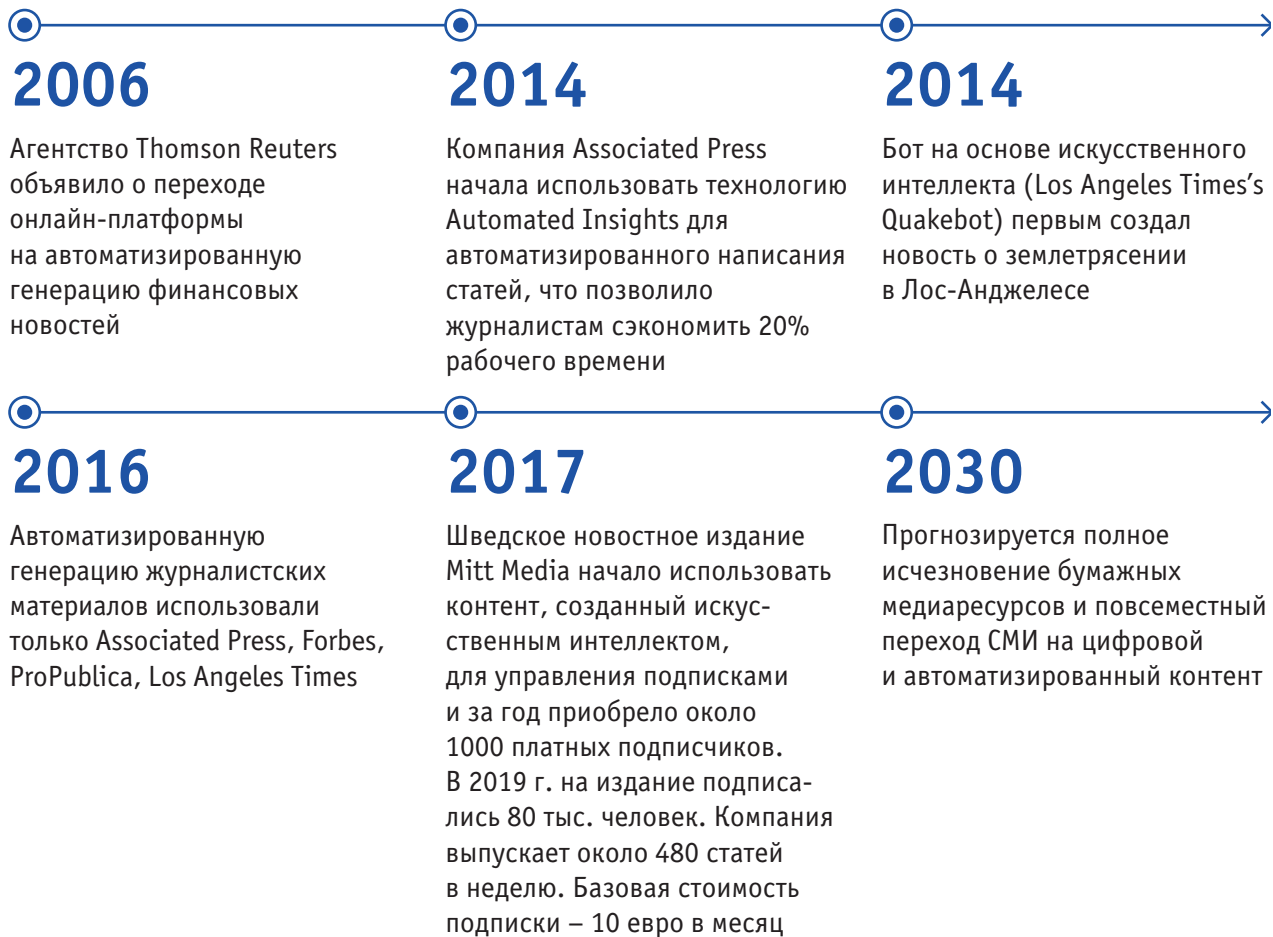 2006
Агентство Thomson Reuters
объявило о переходе
онлайн-платформы
на автоматизированную
генерацию финансовых
новостей
2014
Компания Associated Press
начала использовать технологию
Automated Insights для
автоматизированного написания
статей, что позволило
журналистам сэкономить 20%
рабочего времени
2014
Бот на основе искусственного
интеллекта (Los Angeles Times’s
Quakebot) первым создал
новость о землетрясении
в Лос-Анджелесе
2016
Автоматизированную
генерацию журналистских
материалов использовали
только Associated Press, Forbes,
ProPublica, Los Angeles Times
2017
Шведское новостное издание
Mitt Media начало использовать
контент, созданный искус-
ственным интеллектом,
для управления подписками
и за год приобрело около
1000 платных подписчиков.
В 2019 г. на издание подписа-
лись 80 тыс. человек. Компания
выпускает около 480 статей
в неделю. Базовая стоимость
подписки – 10 евро в месяц
2030
Прогнозируется полное
исчезновение бумажных
медиаресурсов и повсеместный
переход СМИ на цифровой
и автоматизированный контент